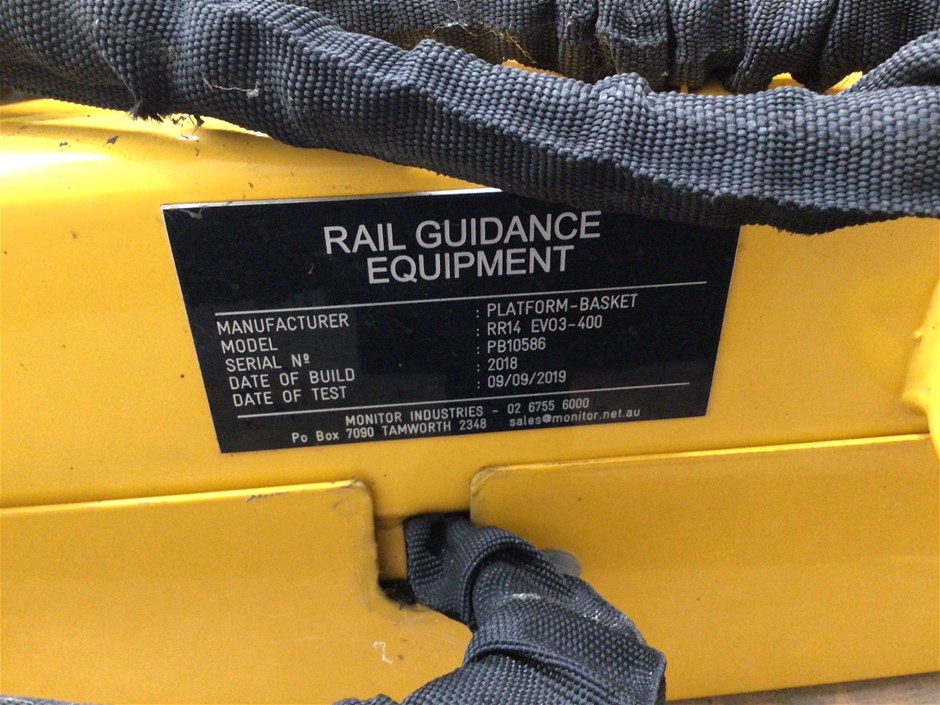 RAIL GUIDANCE
EQUIPMENT
MANUFACTURER : PLATFORM-BASKET
MODEL : RR14 EVO3-400
SERIAL Nº : PB10586
DATE OF BUILD : 2018
DATE OF TEST : 09/09/2019
MONITOR INDUSTRIES - 02 6755 6000
Po Box 7090 TAMWORTH 2348 sales@monitor.net.au